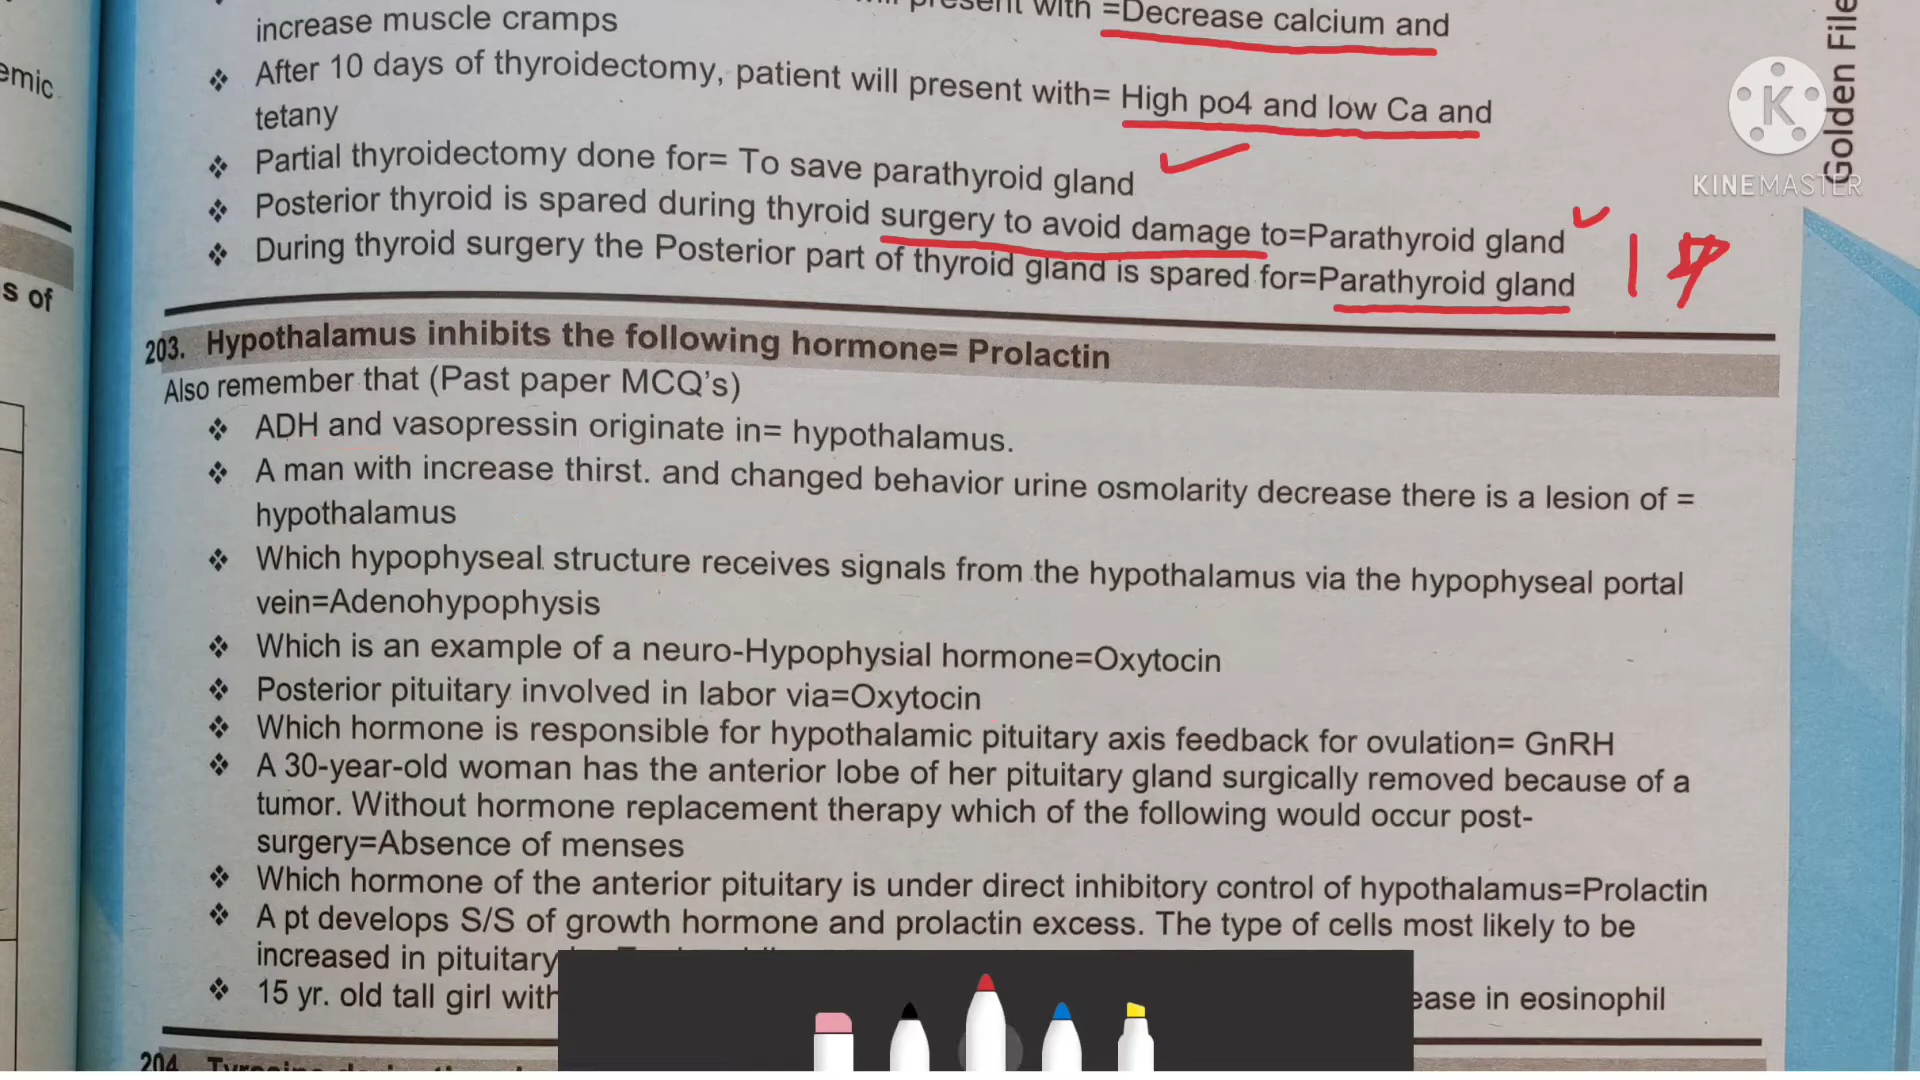 present with =Decrease calcium and
increase muscle cramps
After 10 days of thyroidectomy, patient will present with= High po4 and low Ca and
tetany
Partial thyroidectomy done for= To save parathyroid gland
Posterior thyroid is spared during thyroid surgery to avoid damage to=Parathyroid gland
During thyroid surgery the Posterior part of thyroid gland is spared for=Parathyroid gland
203. Hypothalamus inhibits the following hormone= Prolactin
Also remember that (Past paper MCQ's)
ADH and vasopressin originate in= hypothalamus.
A man with increase thirst. and changed behavior urine osmolarity decrease there is a lesion of =
hypothalamus
Which hypophyseal structure receives signals from the hypothalamus via the hypophyseal portal
vein=Adenohypophysis
Which is an example of a neuro-Hypophysial hormone=Oxytocin
Posterior pituitary involved in labor via=Oxytocin
Which hormone is responsible for hypothalamic pituitary axis feedback for ovulation= GnRH
A 30-year-old woman has the anterior lobe of her pituitary gland surgically removed because of a
tumor. Without hormone replacement therapy which of the following would occur post-
surgery=Absence of menses
Which hormone of the anterior pituitary is under direct inhibitory control of hypothalamus=Prolactin
A pt develops S/S of growth hormone and prolactin excess. The type of cells most likely to be
increased in pituitary
15 yr. old tall girl with
ease in eosinophil
204.
emic
s of
Golden File
K
KINEMASTER